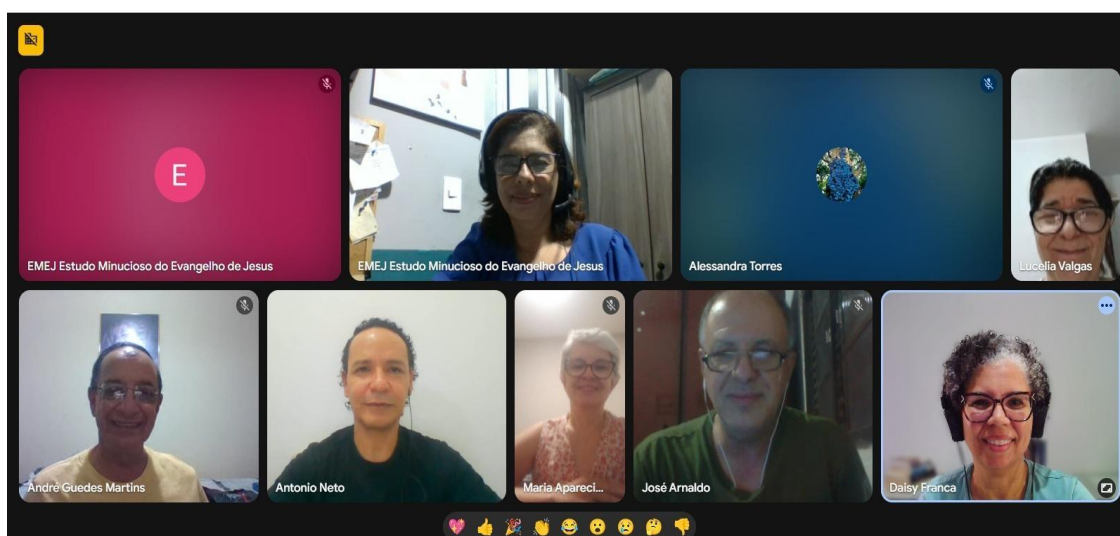 E
EMEJ Estudo Minucioso do Evangelho de Jesus
EMEJ Estudo Minucioso do Evangelho de Jesus
Alessandra Torres
Lucelia Valgas
André Guedes Martins
Antonio Neto
Maria Apareci...
José Arnaldo
Daisy Franca